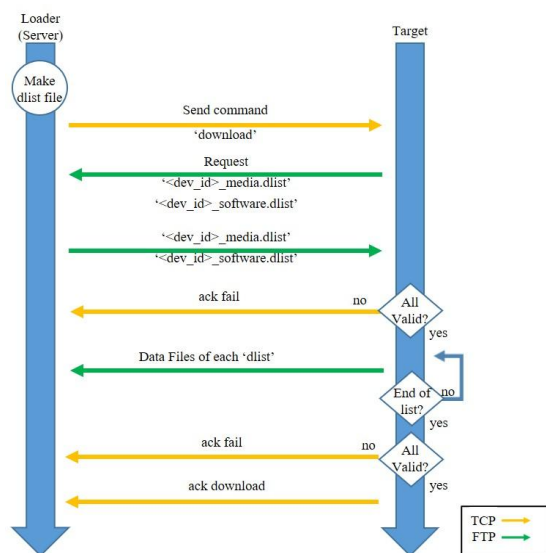 Loader
(Server)
Target
Make
dlist file
Send command
‘download’
Request
‘<dev_id>_media.dlist’
‘<dev_id>_software.dlist’
‘<dev_id>_media.dlist’
‘<dev_id>_software.dlist’
ack fail
no
All
Valid?
yes
Data Files of each ‘dlist’
End of
list?
no
yes
ack fail
no
All
Valid?
yes
ack download
TCP
FTP